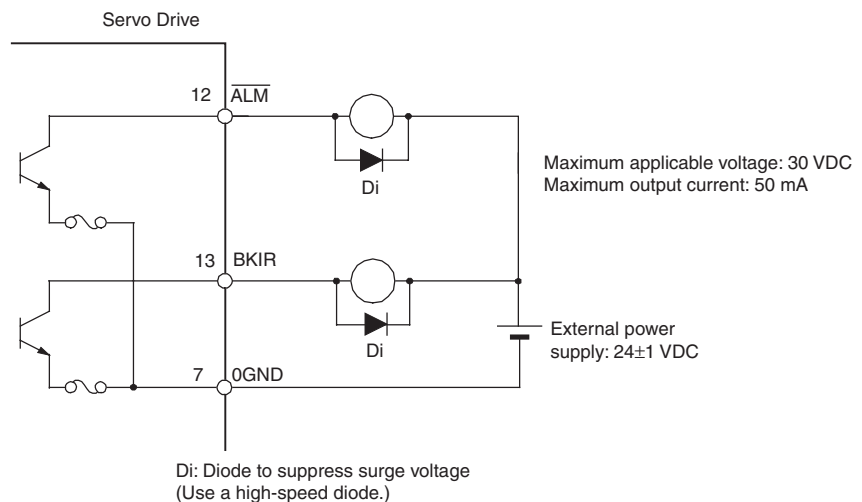 Servo Drive
12 A̅L̅M̅
Di
Maximum applicable voltage: 30 VDC
Maximum output current: 50 mA
13 BKIR
Di
External power
supply: 24±1 VDC
7 0GND
Di: Diode to suppress surge voltage
(Use a high-speed diode.)